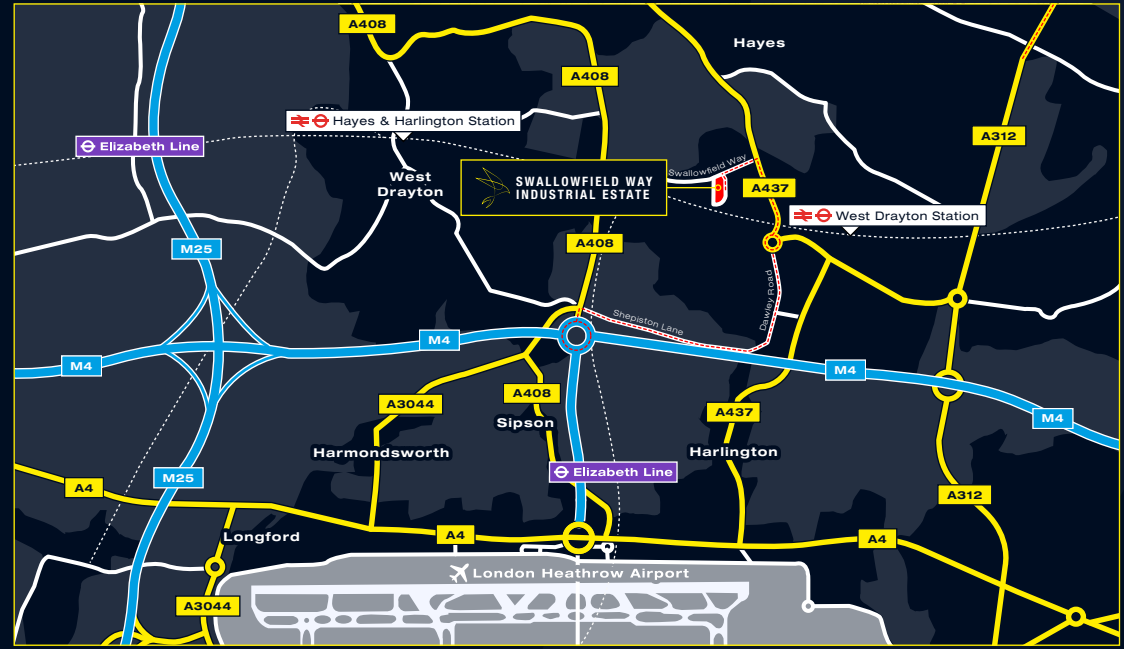 A408
Hayes
A408
Hayes & Harlington Station
A312
Elizabeth Line
Swallowfield Way
West
Drayton
SWALLOWFIELD WAY
INDUSTRIAL ESTATE
A437
West Drayton Station
M25
A408
Dawley Road
Shepiston Lane
M4
M4
M4
A408
A3044
A437
M4
Sipson
Harmondsworth
Harlington
Elizabeth Line
M25
A4
A312
Longford
A4
A4
London Heathrow Airport
A3044